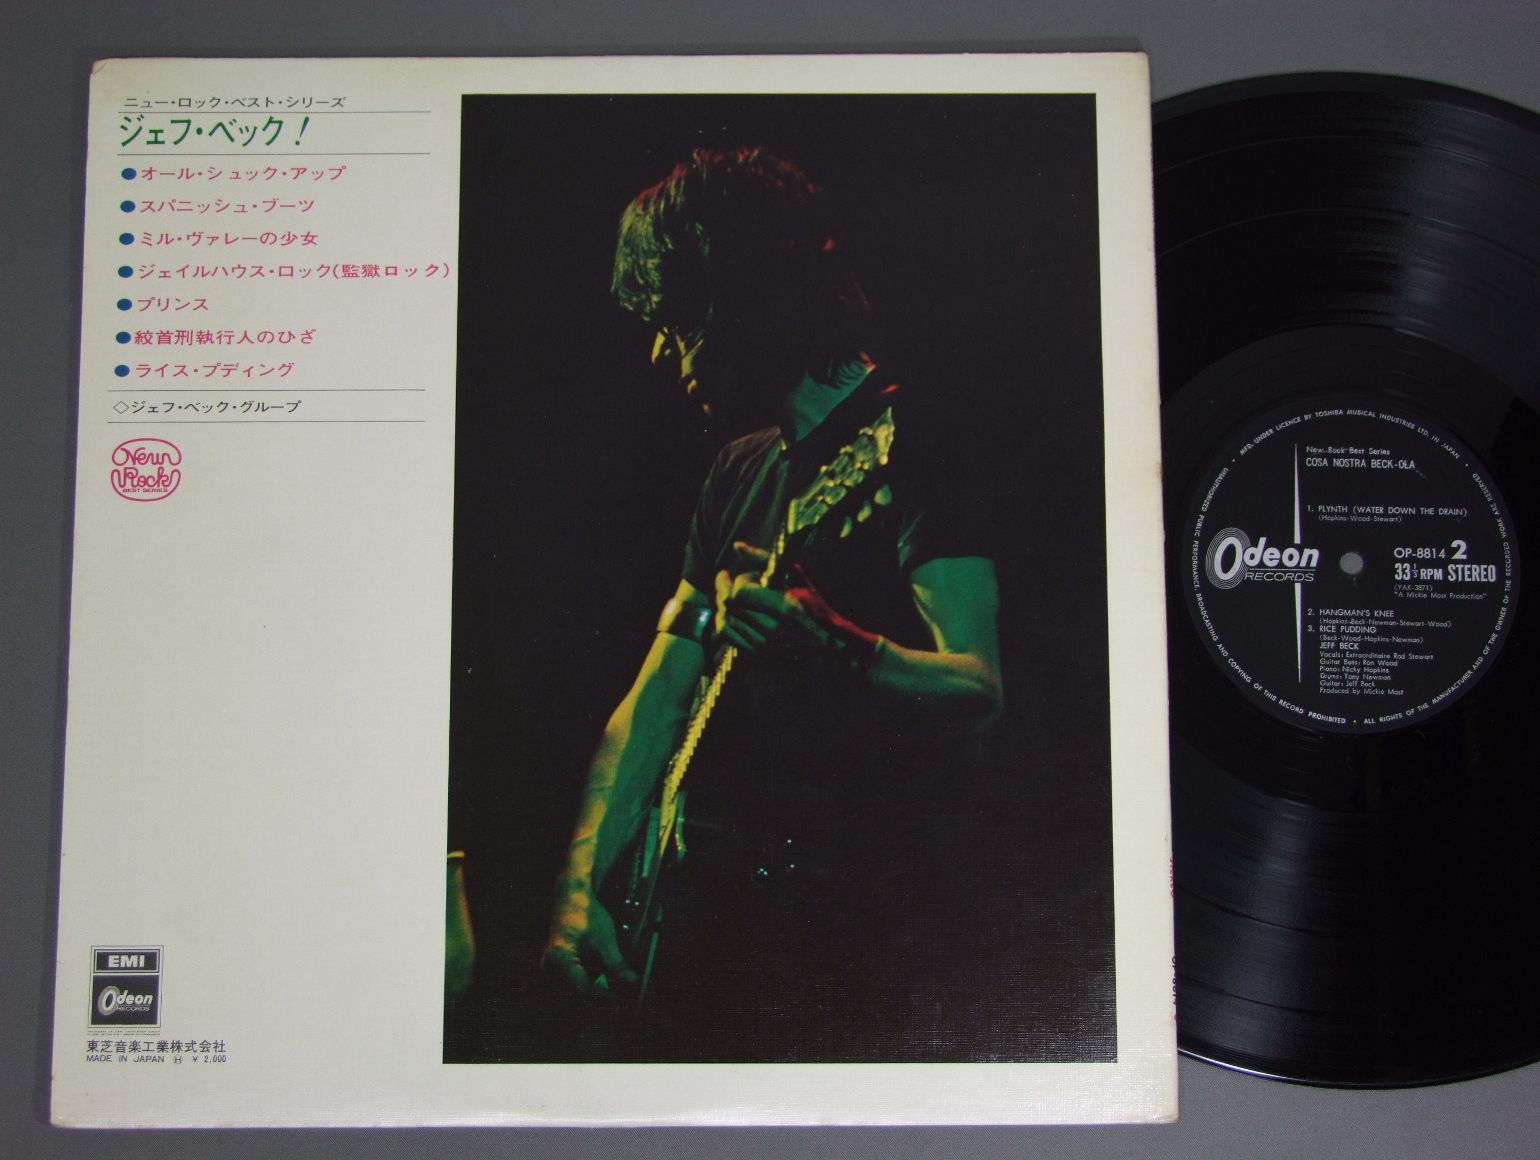 ニュー・ロック・ベスト・シリーズ
ジェフ・ベック!
●オール・シュック・アップ
●スパニッシュ・ブーツ
●ミル・ヴァレーの少女
●ジェイルハウス・ロック(監獄ロック)
●プリンス
●絞首刑執行人のひざ
●ライス・プディング
◇ジェフ・ベック・グループ
New
Rock
BEST SERIES
EMI
Odeon
RECORDS
東芝音楽工業株式会社
MADE IN JAPAN Ⓗ ¥ 2,000
MFD. UNDER LICENCE BY TOSHIBA MUSICAL INDUSTRIES LTD. IN JAPAN •
UNAUTHORIZED PUBLIC PERFORMANCE, BROADCASTING AND COPYING OF THIS RECORD PROHIBITED • ALL RIGHTS OF THE MANUFACTURER AND OF THE OWNER OF THE RECORDED WORK ARE RESERVED
New Rock Best Series
COSA NOSTRA BECK-OLA
1. PLYNTH (WATER DOWN THE DRAIN)
(Hopkins-Wood-Stewart)
Odeon
RECORDS
OP-8814 2
33⅓ RPM STEREO
(YAX-3871)
"A Mickie Most Production"
2. HANGMAN'S KNEE
(Hopkins-Beck-Newman-Stewart-Wood)
3. RICE PUDDING
(Beck-Wood-Hopkins-Newman)
JEFF BECK
Vocals: Extraordinaire Rod Stewart
Guitar Bass: Ron Wood
Piano: Nicky Hopkins
Drums: Tony Newman
Guitar: Jeff Beck
Produced by Mickie Most